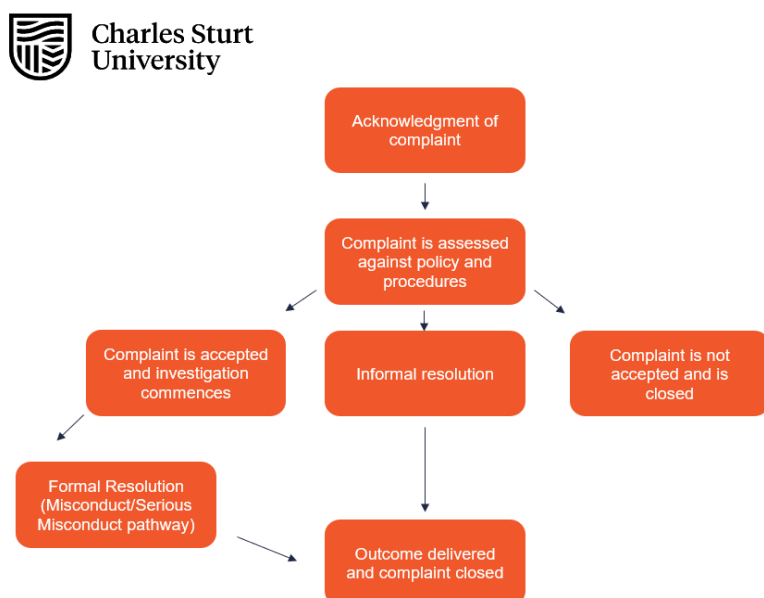 Charles Sturt
University
Acknowledgment of
complaint
Complaint is assessed
against policy and
procedures
Complaint is accepted
and investigation
commences
Informal resolution
Complaint is not
accepted and is
closed
Formal Resolution
(Misconduct/Serious
Misconduct pathway)
Outcome delivered
and complaint closed